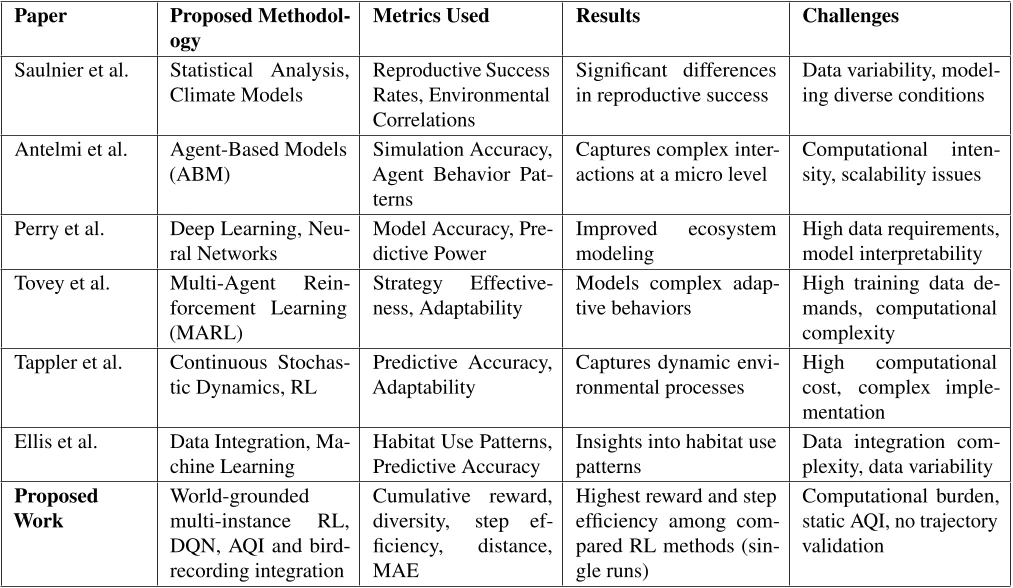 Paper
Proposed Methodol-
ogy
Metrics Used
Results
Challenges
Saulnier et al.
Statistical Analysis,
Climate Models
Reproductive Success
Rates, Environmental
Correlations
Significant differences
in reproductive success
Data variability, model-
ing diverse conditions
Antelmi et al.
Agent-Based Models
(ABM)
Simulation Accuracy,
Agent Behavior Pat-
terns
Captures complex inter-
actions at a micro level
Computational inten-
sity, scalability issues
Perry et al.
Deep Learning, Neu-
ral Networks
Model Accuracy, Pre-
dictive Power
Improved ecosystem
modeling
High data requirements,
model interpretability
Tovey et al.
Multi-Agent Rein-
forcement Learning
(MARL)
Strategy Effective-
ness, Adaptability
Models complex adap-
tive behaviors
High training data de-
mands, computational
complexity
Tappler et al.
Continuous Stochas-
tic Dynamics, RL
Predictive Accuracy,
Adaptability
Captures dynamic envi-
ronmental processes
High computational
cost, complex imple-
mentation
Ellis et al.
Data Integration, Ma-
chine Learning
Habitat Use Patterns,
Predictive Accuracy
Insights into habitat use
patterns
Data integration com-
plexity, data variability
Proposed
Work
World-grounded
multi-instance RL,
DQN, AQI and bird-
recording integration
Cumulative reward,
diversity, step ef-
ficiency, distance,
MAE
Highest reward and step
efficiency among com-
pared RL methods (sin-
gle runs)
Computational burden,
static AQI, no trajectory
validation